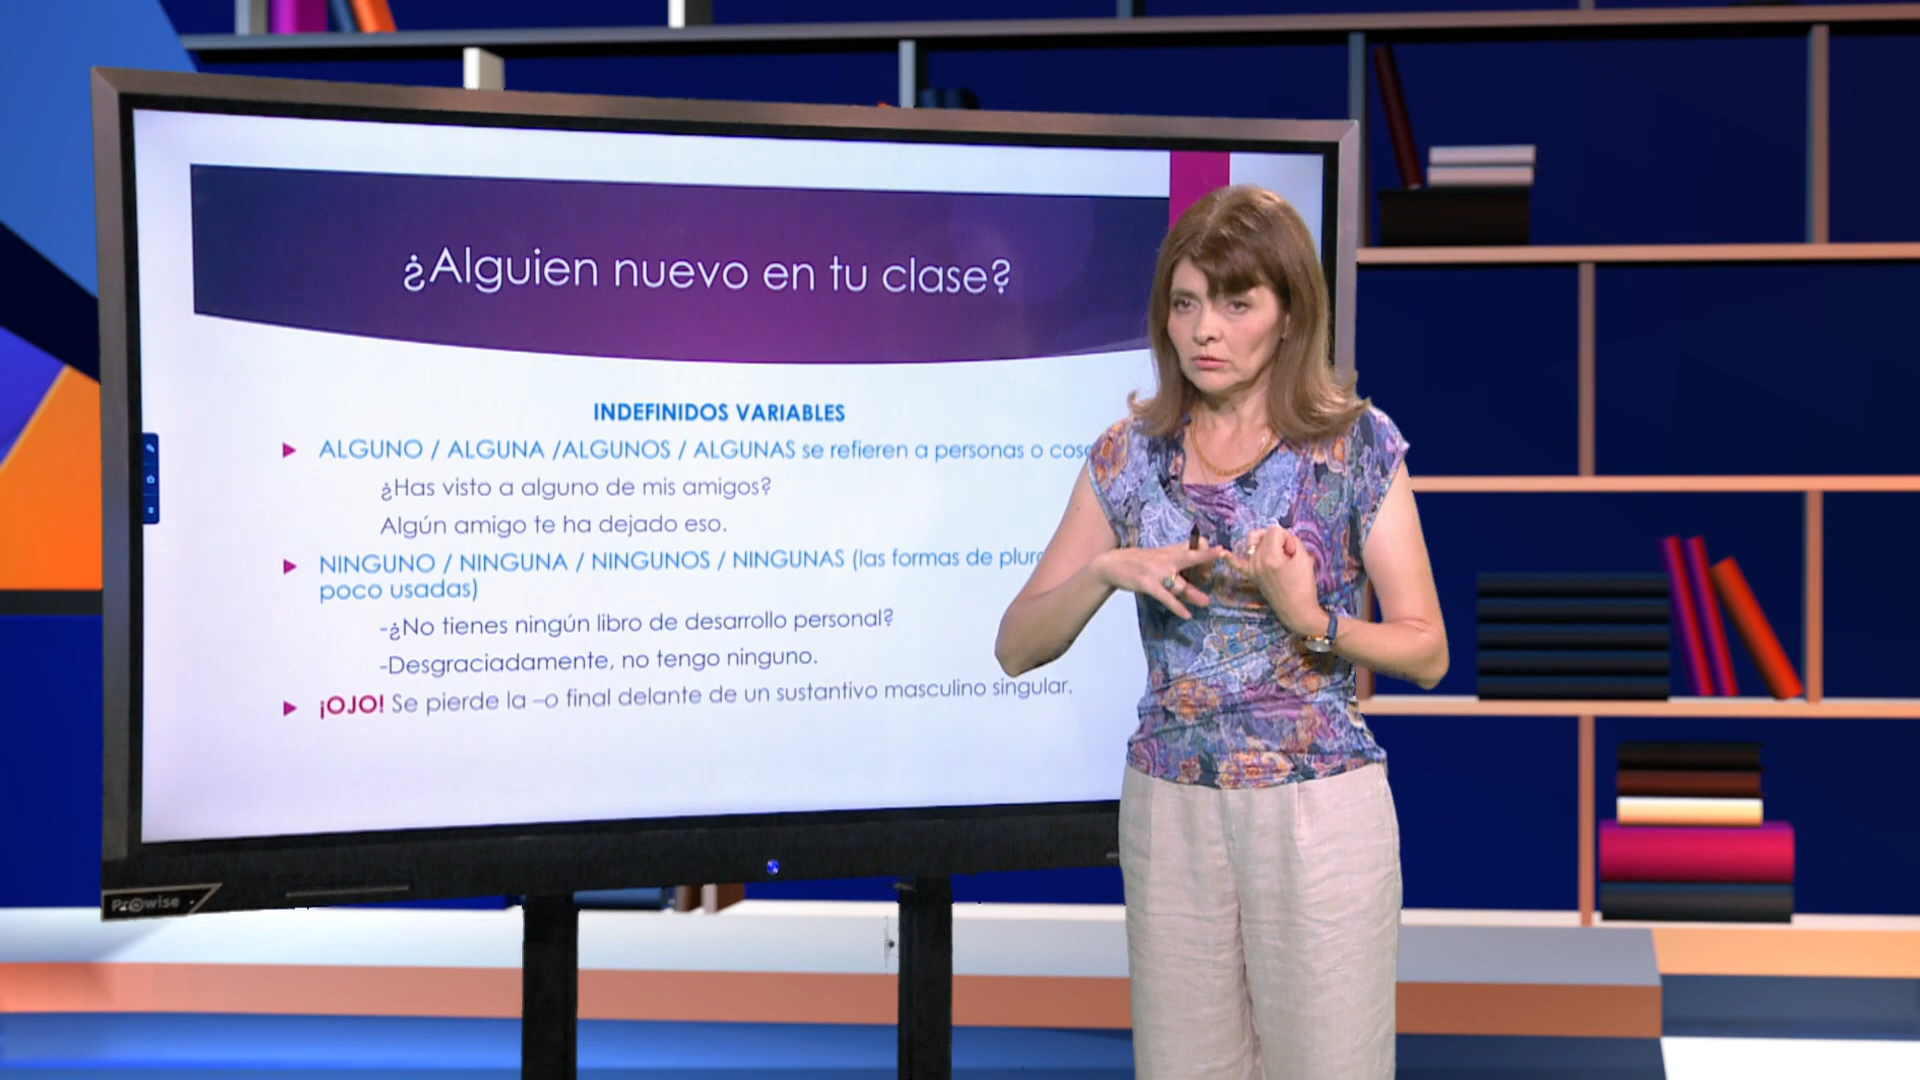 ¿Alguien nuevo en tu clase?
INDEFINIDOS VARIABLES
ALGUNO / ALGUNA /ALGUNOS / ALGUNAS se refieren a personas o
¿Has visto a alguno de mis amigos?
Algún amigo te ha dejado eso.
NINGUNO / NINGUNA / NINGUNOS / NINGUNAS (las formas de
poco usadas)
-¿No tienes ningún libro de desarrollo personal?
-Desgraciadamente, no tengo ninguno.
¡OJO! Se pierde la –o final delante de un sustantivo masculino singular.
Prowise